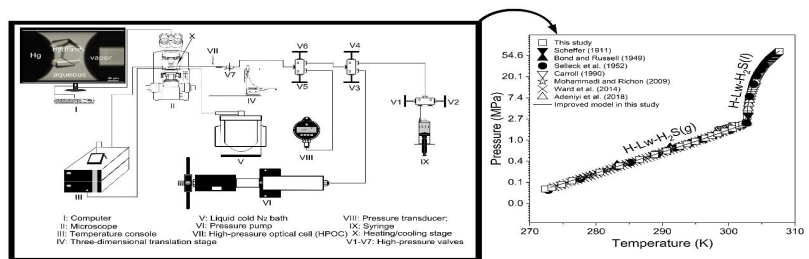 Hg
hydrate
vapor
aqueous
X
VII
V7
V6
V5
V4
V3
V1
V2
I
II
III
IV
V
VI
VIII
IX
I: Computer
II: Microscope
III: Temperature console
IV: Three-dimensional translation stage
V: Liquid cold N₂ bath
VI: Pressure pump
VII: High-pressure optical cell (HPOC)
VIII: Pressure transducer;
IX: Syringe
X: Heating/cooling stage
V1-V7: High-pressure valves
Pressure (MPa)
54.6
20.1
7.4
2.7
1.0
0.4
0.1
0.0
This study
Scheffer (1911)
Bond and Russell (1949)
Selleck et al. (1952)
Carroll (1990)
Mohammadi and Richon (2009)
Ward et al. (2014)
Adeniyi et al. (2018)
Improved model in this study
H-Lw-H₂S(l)
H-Lw-H₂S(g)
270 280 290 300 310
Temperature (K)